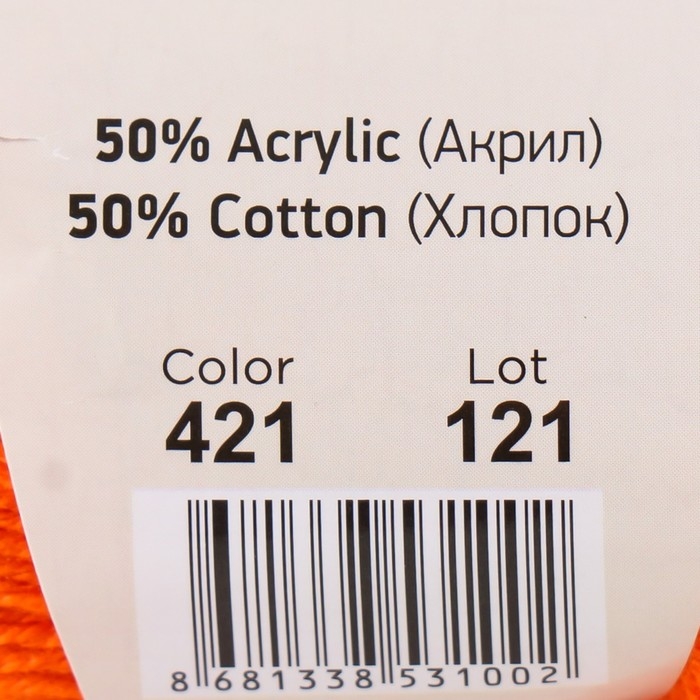 50% Acrylic (Акрил)
50% Cotton (Хлопок)
Color Lot
421 121
8 681338 531002